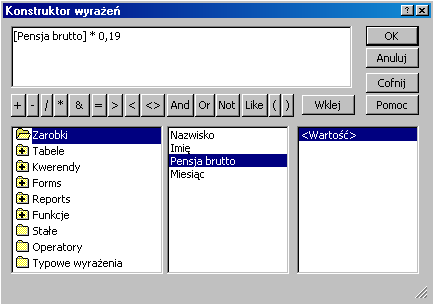 Konstruktor wyrażeń
[Pensja brutto] * 0,19
OK
Anuluj
Cofnij
+ - / * & = > < <> And Or Not Like ( ) Wklej Pomoc
Zarobki
Tabele
Kwerendy
Forms
Reports
Funkcje
Stałe
Operatory
Typowe wyrażenia
Nazwisko
Imię
Pensja brutto
Miesiąc
<Wartość>